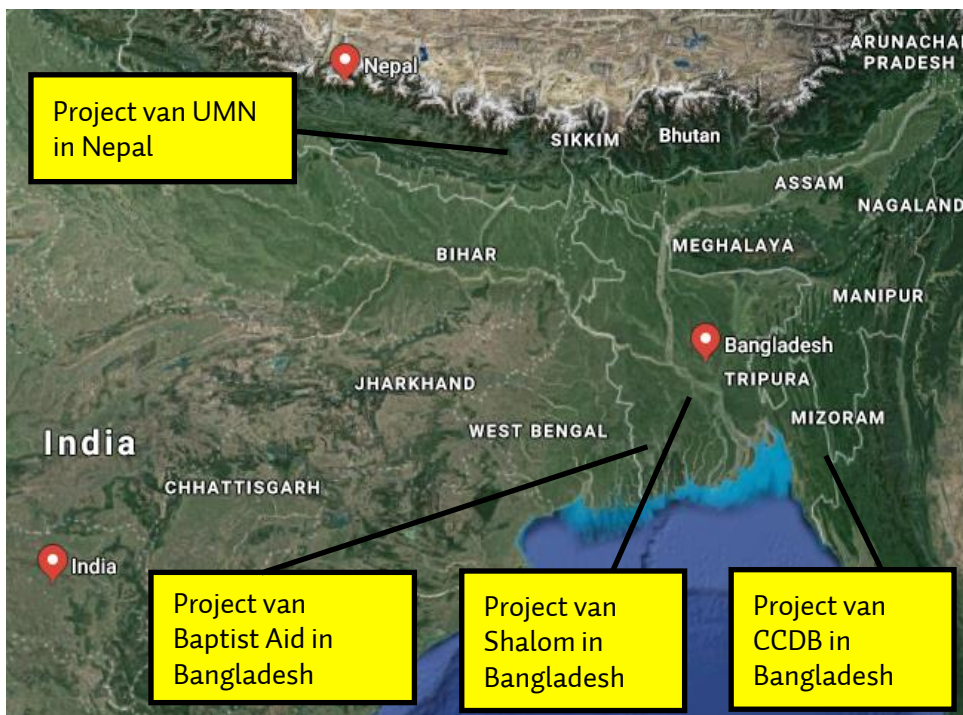 ARUNACHA
PRADESH
Nepal
Project van UMN
in Nepal
SIKKIM
Bhutan
ASSAM
NAGALAND
MEGHALAYA
BIHAR
MANIPUR
Bangladesh
TRIPURA
JHARKHAND
MIZORAM
WEST BENGAL
India
CHHATTISGARH
India
Project van
Baptist Aid in
Bangladesh
Project van
Shalom in
Bangladesh
Project van
CCDB in
Bangladesh